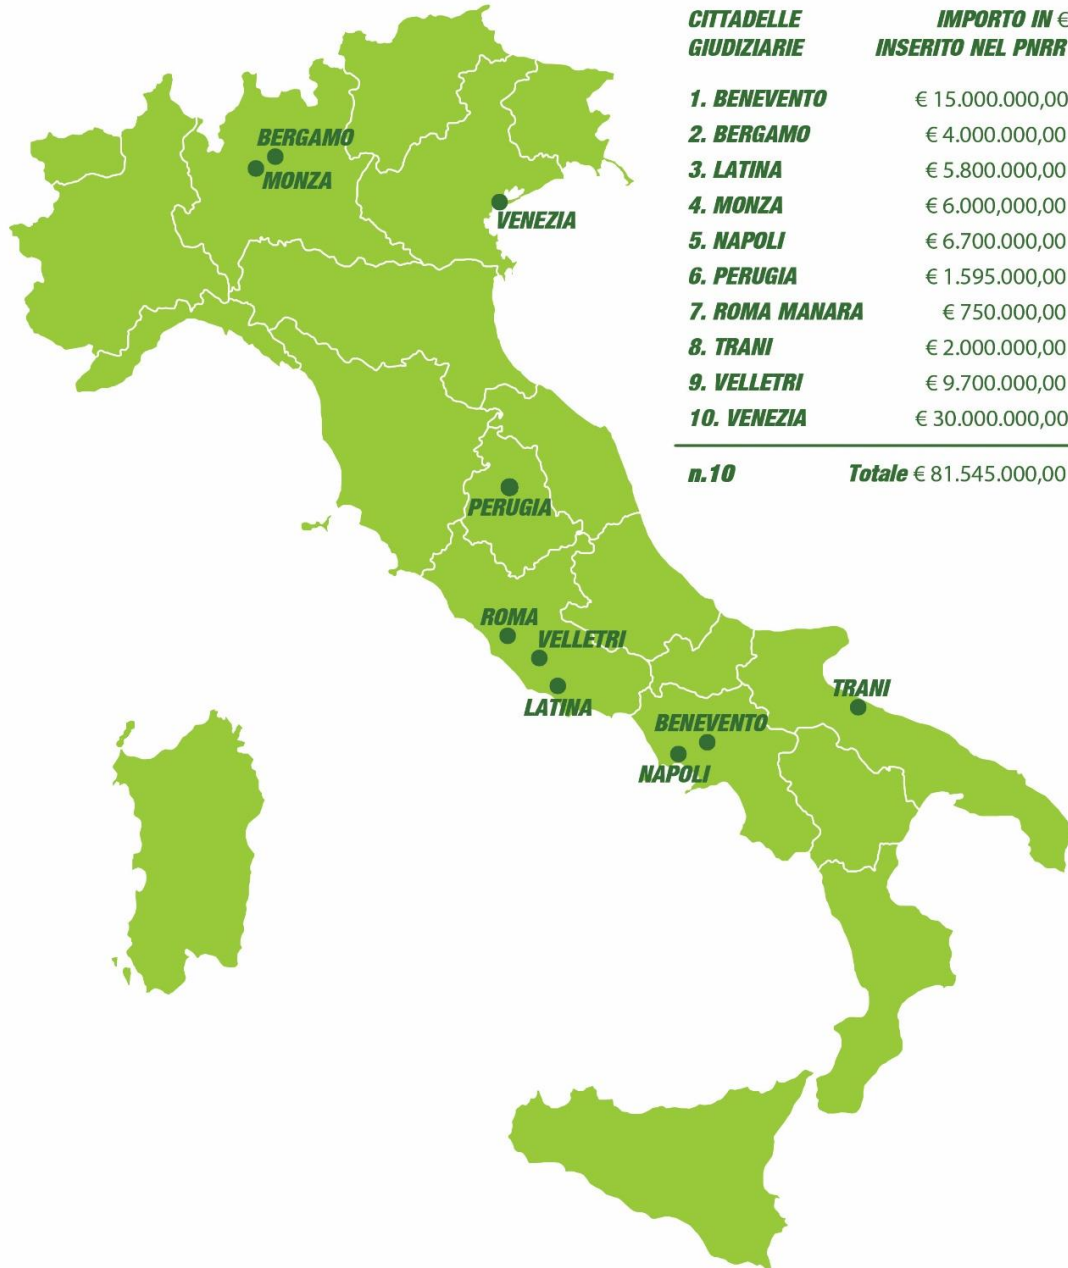 CITTADELLE IMPORTO IN €
GIUDIZIARIE INSERITO NEL PNRR
1. BENEVENTO € 15.000.000,00
2. BERGAMO € 4.000.000,00
3. LATINA € 5.800.000,00
4. MONZA € 6.000,000,00
5. NAPOLI € 6.700.000,00
6. PERUGIA € 1.595.000,00
7. ROMA MANARA € 750.000,00
8. TRANI € 2.000.000,00
9. VELLETRI € 9.700.000,00
10. VENEZIA € 30.000.000,00
n.10 Totale € 81.545.000,00
BERGAMO
MONZA
VENEZIA
PERUGIA
ROMA
VELLETRI
LATINA
TRANI
BENEVENTO
NAPOLI